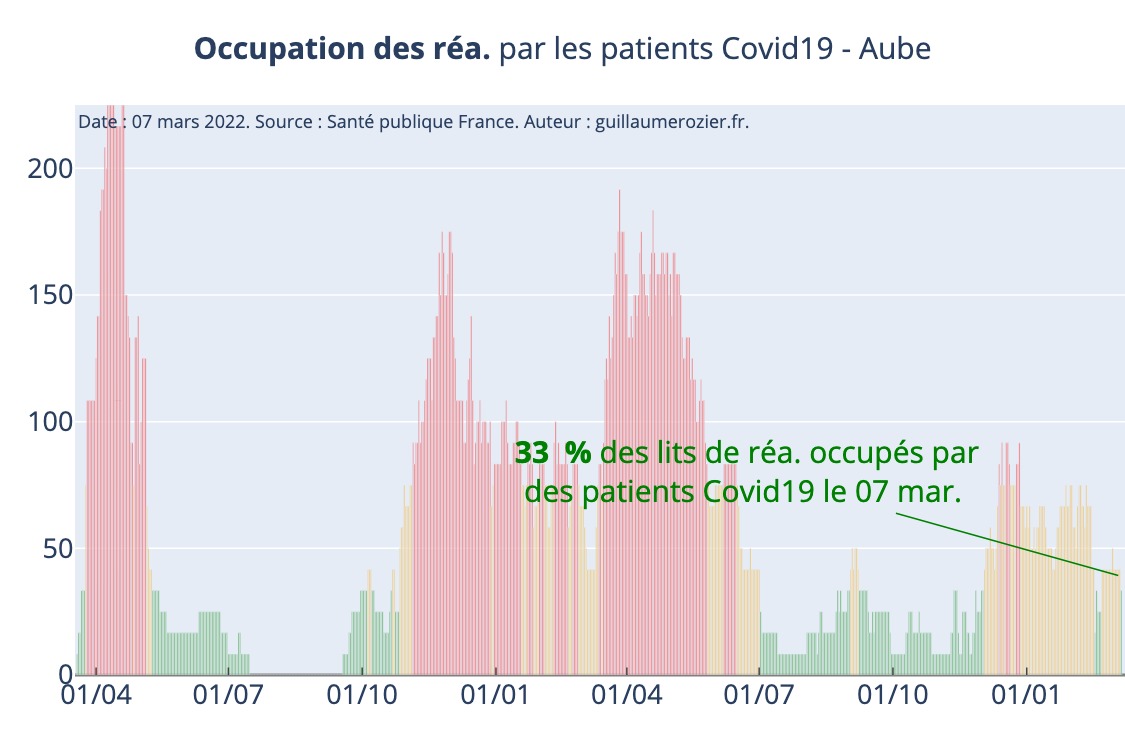 Occupation des réa. par les patients Covid19 - Aube
Date : 07 mars 2022. Source : Santé publique France. Auteur : guillaumerozier.fr.
200
150
100
50
0
33 % des lits de réa. occupés par
des patients Covid19 le 07 mar.
01/04 01/07 01/10 01/01 01/04 01/07 01/10 01/01